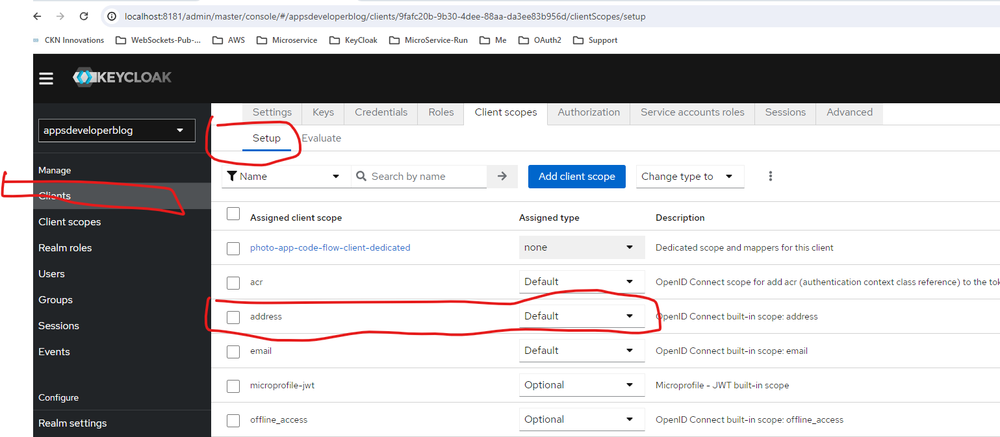 localhost:8181/admin/master/console/#/appsdeveloperblog/clients/9fafc20b-9b30-4dee-88aa-da3ee83b956d/clientScopes/setup
CKN Innovations WebSockets-Pub-... AWS Microservice KeyCloak MicroService-Run Me OAuth2 Support
KEYCLOAK
appsdeveloperblog
Manage
Clients
Client scopes
Realm roles
Users
Groups
Sessions
Events
Configure
Realm settings
Settings Keys Credentials Roles Client scopes Authorization Service accounts roles Sessions Advanced
Setup Evaluate
Name Search by name Add client scope Change type to
Assigned client scope Assigned type Description
photo-app-code-flow-client-dedicated none Dedicated scope and mappers for this client
acr Default OpenID Connect scope for add acr (authentication context class reference) to the tok
address Default OpenID Connect built-in scope: address
email Default OpenID Connect built-in scope: email
microprofile-jwt Optional Microprofile - JWT built-in scope
offline_access Optional OpenID Connect built-in scope: offline_access